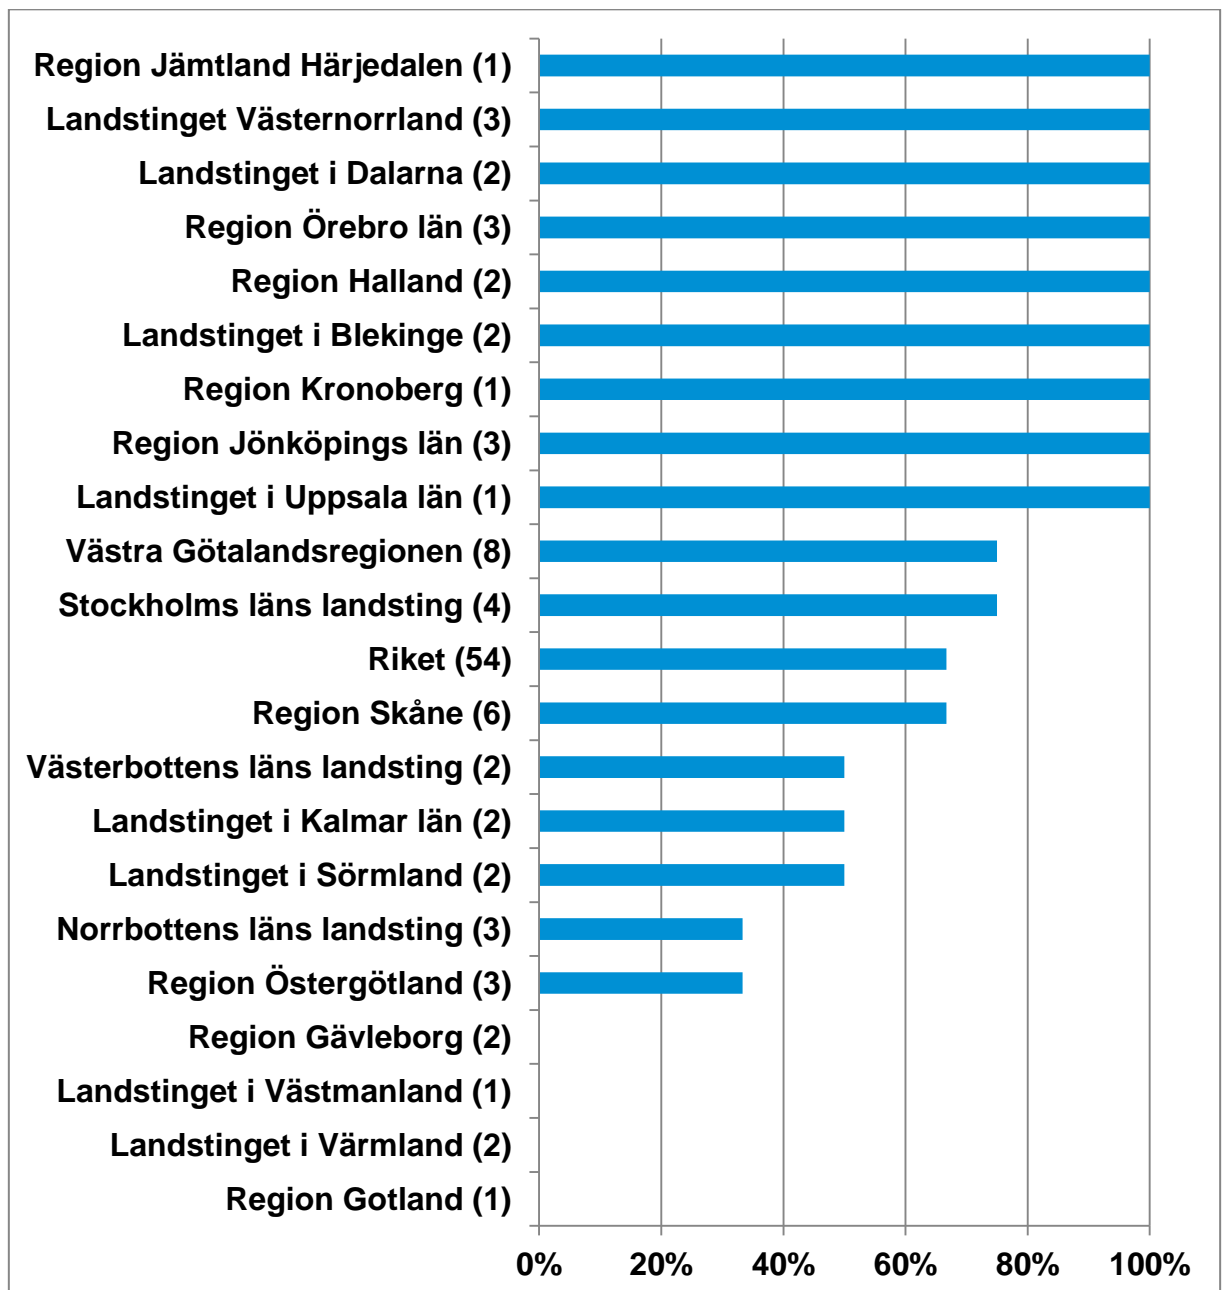 Region Jämtland Härjedalen (1)
Landstinget Västernorrland (3)
Landstinget i Dalarna (2)
Region Örebro län (3)
Region Halland (2)
Landstinget i Blekinge (2)
Region Kronoberg (1)
Region Jönköpings län (3)
Landstinget i Uppsala län (1)
Västra Götalandsregionen (8)
Stockholms läns landsting (4)
Riket (54)
Region Skåne (6)
Västerbottens läns landsting (2)
Landstinget i Kalmar län (2)
Landstinget i Sörmland (2)
Norrbottens läns landsting (3)
Region Östergötland (3)
Region Gävleborg (2)
Landstinget i Västmanland (1)
Landstinget i Värmland (2)
Region Gotland (1)
0% 20% 40% 60% 80% 100%